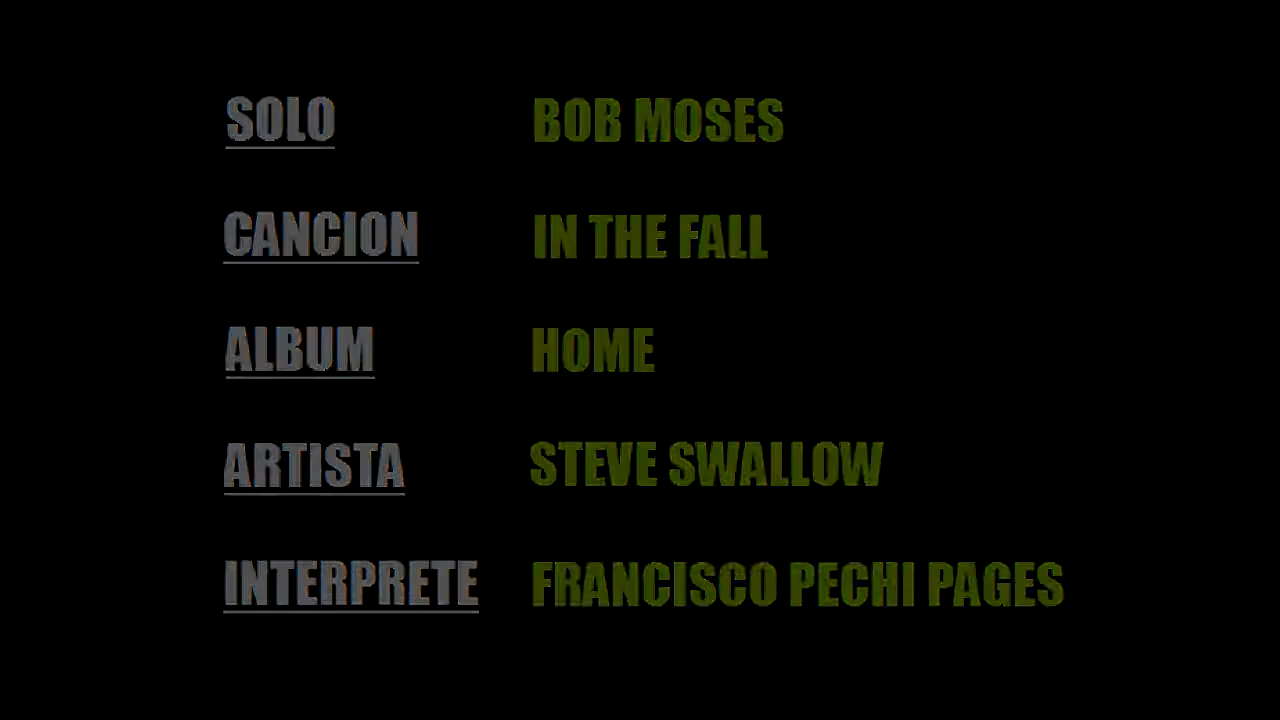 SOLO BOB MOSES
CANCION IN THE FALL
ALBUM HOME
ARTISTA STEVE SWALLOW
INTERPRETE FRANCISCO PECHI PAGES